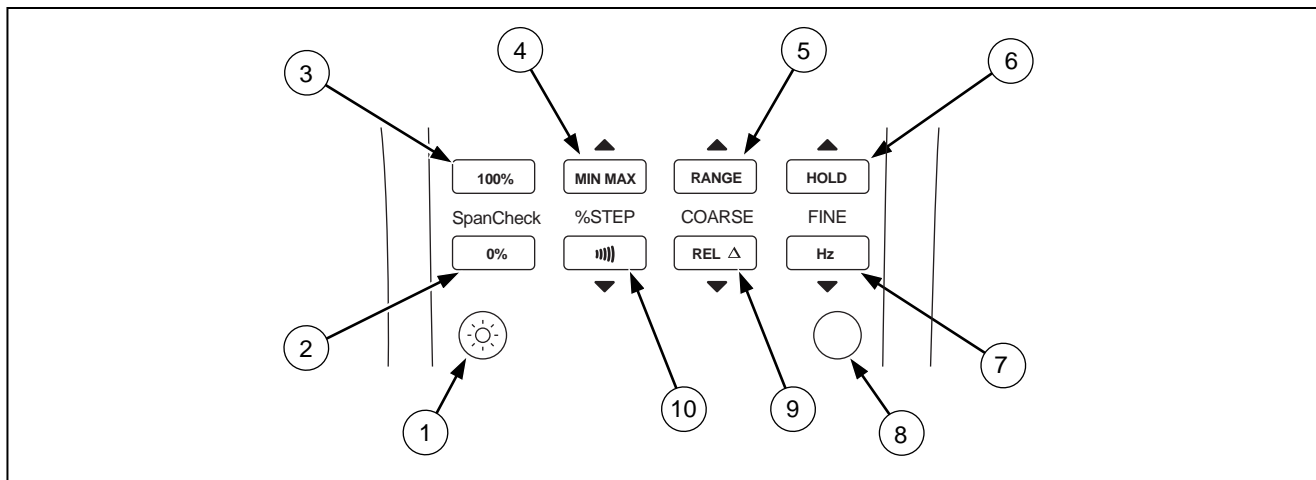 4 5
3 6
100% MIN MAX RANGE HOLD
SpanCheck %STEP COARSE FINE
0% REL Δ Hz
2 7
1 10 9 8